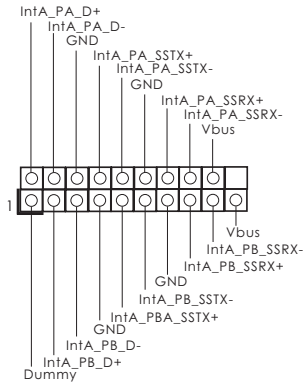 IntA_PA_D+
IntA_PA_D-
GND
IntA_PA_SSTX+
IntA_PA_SSTX-
GND
IntA_PA_SSRX+
IntA_PA_SSRX-
Vbus
1
Vbus
IntA_PB_SSRX-
IntA_PB_SSRX+
GND
IntA_PB_SSTX-
IntA_PBA_SSTX+
GND
IntA_PB_D-
IntA_PB_D+
Dummy